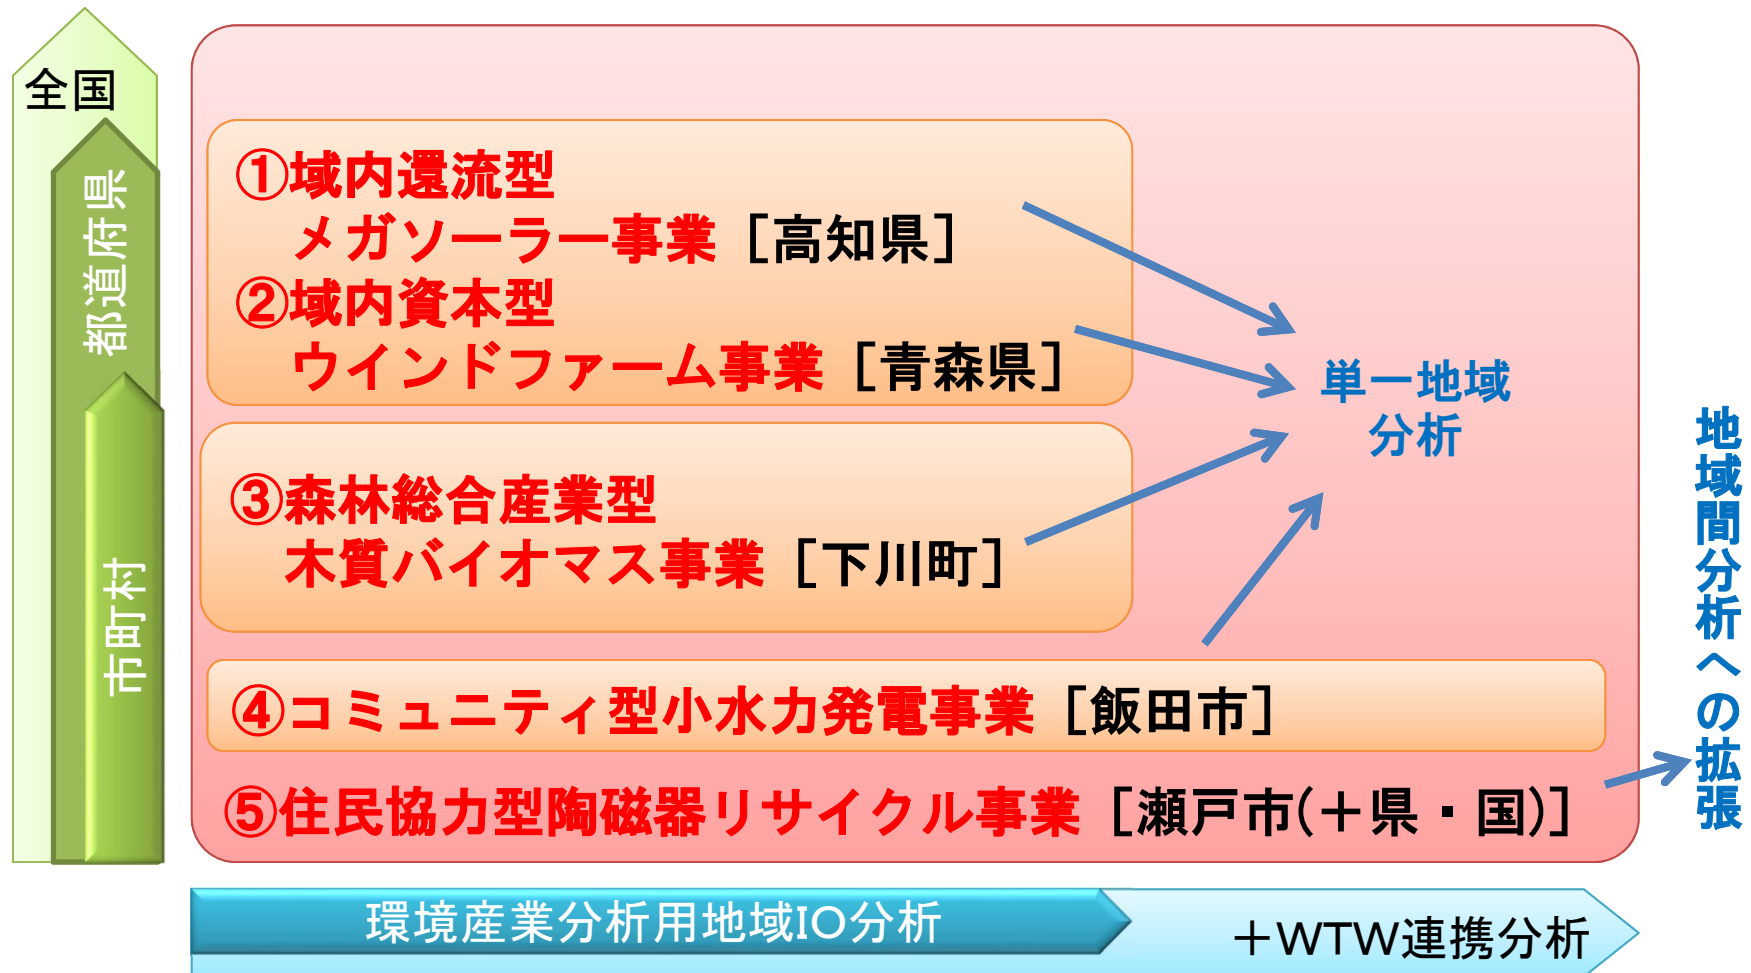 全国
都道府県
市町村
①域内還流型
メガソーラー事業［高知県］
②域内資本型
ウインドファーム事業［青森県］
③森林総合産業型
木質バイオマス事業［下川町］
④コミュニティ型小水力発電事業［飯田市］
⑤住民協力型陶磁器リサイクル事業［瀬戸市(＋県・国)］
単一地域
分析
地域間分析への拡張
環境産業分析用地域IO分析
＋WTW連携分析